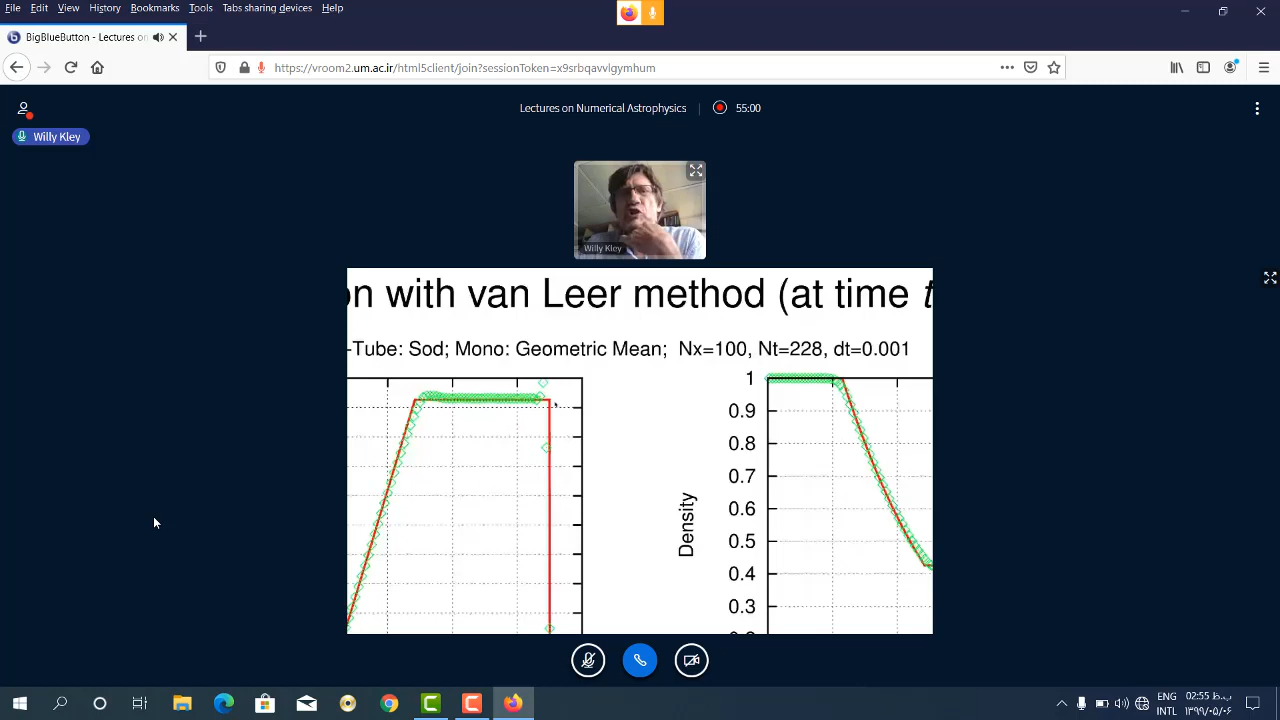 File Edit View History Bookmarks Tools Tabs sharing devices Help
BigBlueButton - Lectures on
https://vroom2.um.ac.ir/html5client/join?sessionToken=x9srbqavvlgymhum
Lectures on Numerical Astrophysics 55:00
Willy Kley
Willy Kley
on with van Leer method (at time t
-Tube: Sod; Mono: Geometric Mean; Nx=100, Nt=228, dt=0.001
1
0.9
0.8
0.7
0.6
0.5
0.4
0.3
Density
ENG
INTL
02:55 ب.ظ
۱۳۹۹/۰۵/۰۶